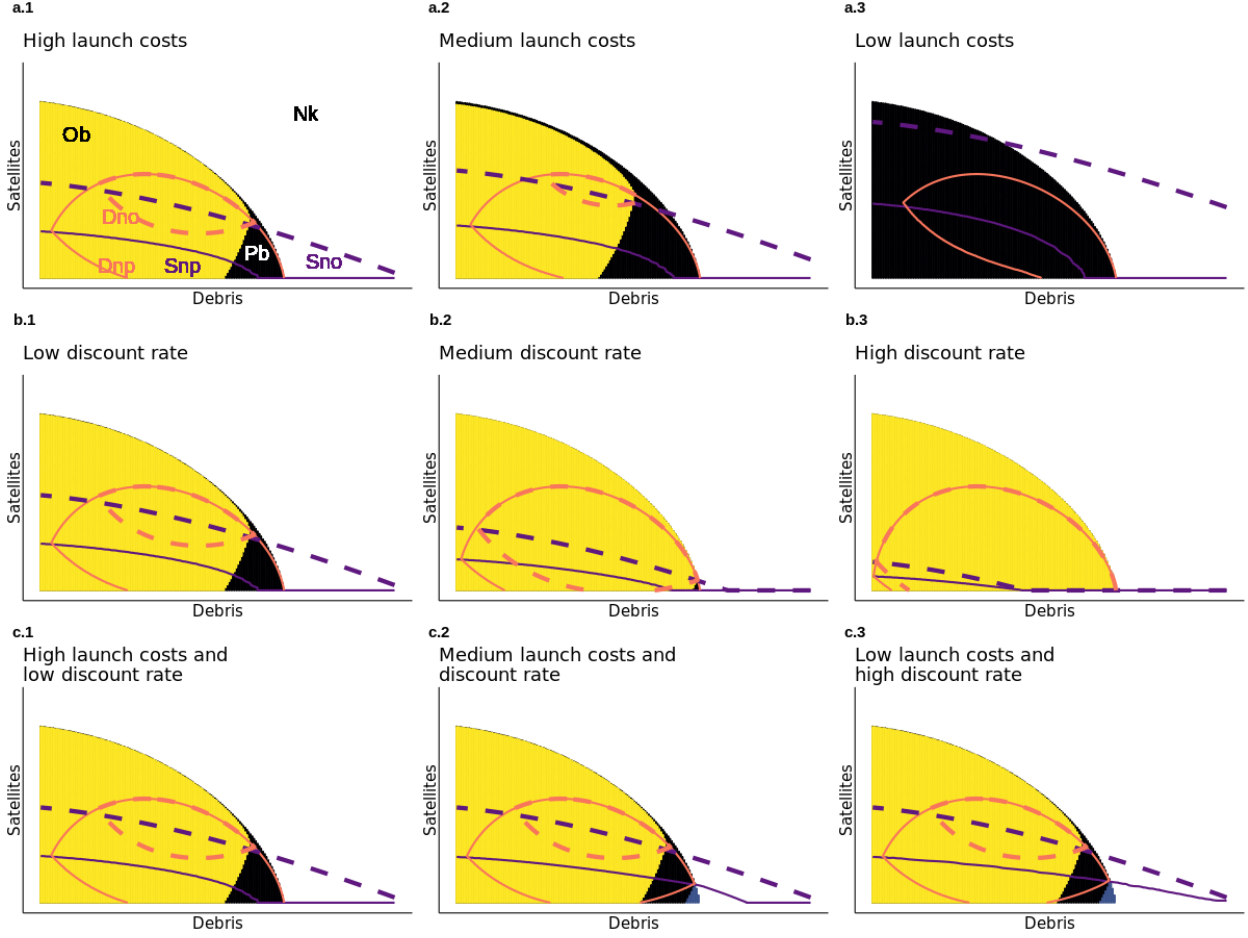 a.1
High launch costs
Satellites
Nk
Ob
Dno
Dnp
Snp
Pb
Sno
Debris
a.2
Medium launch costs
Satellites
Debris
a.3
Low launch costs
Satellites
Debris
b.1
Low discount rate
Satellites
Debris
b.2
Medium discount rate
Satellites
Debris
b.3
High discount rate
Satellites
Debris
c.1
High launch costs and
low discount rate
Satellites
Debris
c.2
Medium launch costs and
discount rate
Satellites
Debris
c.3
Low launch costs and
high discount rate
Satellites
Debris